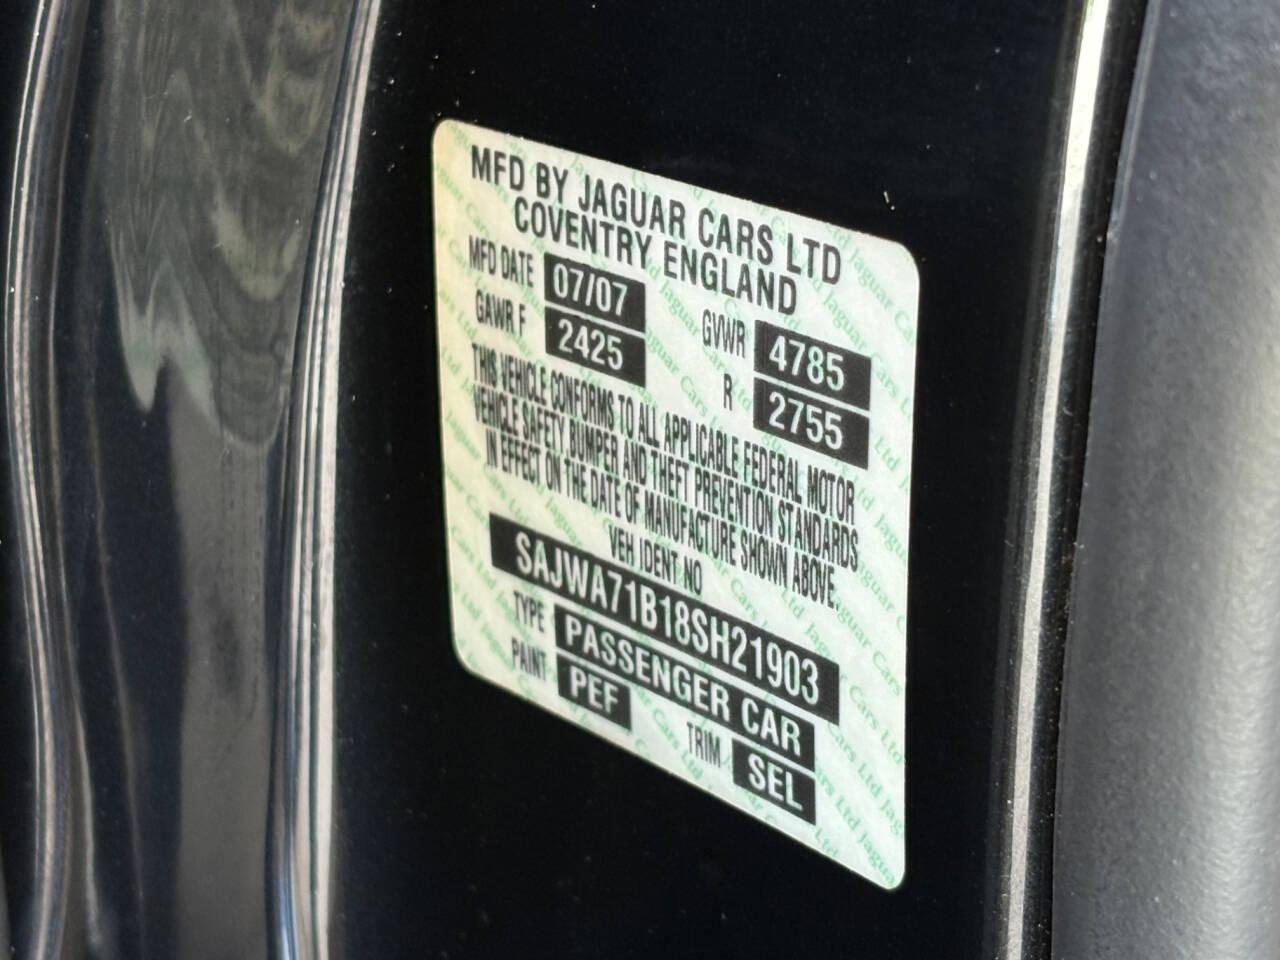 MFD BY JAGUAR CARS LTD
COVENTRY ENGLAND
MFD DATE 07/07
GAWR F 2425 GVWR 4785
R 2755
THIS VEHICLE CONFORMS TO ALL APPLICABLE FEDERAL MOTOR
VEHICLE SAFETY BUMPER AND THEFT PREVENTION STANDARDS
IN EFFECT ON THE DATE OF MANUFACTURE SHOWN ABOVE.
VEH IDENT NO
SAJWA71B18SH21903
TYPE PASSENGER CAR
PAINT PEF TRIM SEL